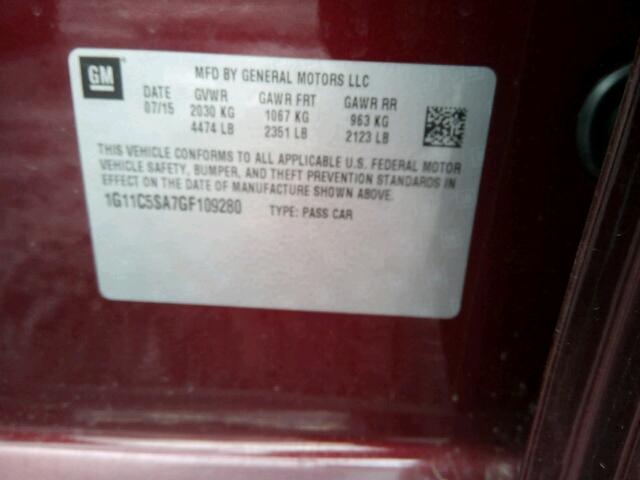 GM
MFD BY GENERAL MOTORS LLC
DATE GVWR GAWR FRT GAWR RR
07/15 2030 KG 1067 KG 963 KG
4474 LB 2351 LB 2123 LB
THIS VEHICLE CONFORMS TO ALL APPLICABLE U.S. FEDERAL MOTOR
VEHICLE SAFETY, BUMPER, AND THEFT PREVENTION STANDARDS IN
EFFECT ON THE DATE OF MANUFACTURE SHOWN ABOVE.
1G11C5SA7GF109280 TYPE: PASS CAR